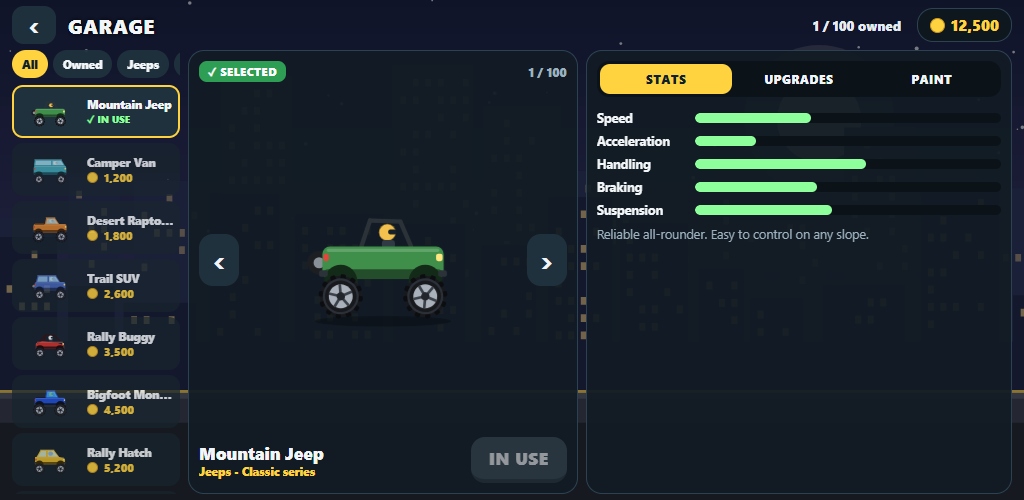 GARAGE
1 / 100 owned
12,500
All
Owned
Jeeps
Mountain Jeep
✓ IN USE
Camper Van
1,200
Desert Rapto...
1,800
Trail SUV
2,600
Rally Buggy
3,500
Bigfoot Mon...
4,500
Rally Hatch
5,200
✓ SELECTED
1 / 100
Mountain Jeep
Jeeps - Classic series
IN USE
STATS
UPGRADES
PAINT
Speed
Acceleration
Handling
Braking
Suspension
Reliable all-rounder. Easy to control on any slope.